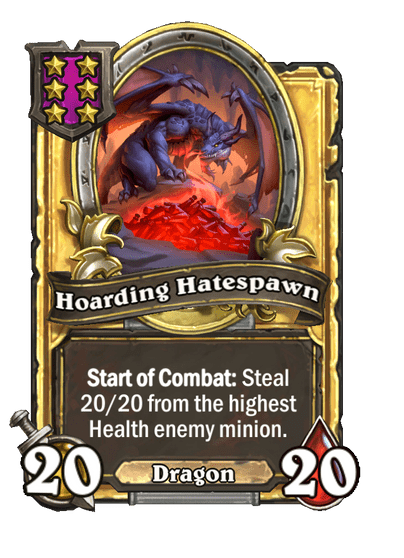 Hoarding Hatespawn
Start of Combat: Steal
20/20 from the highest
Health enemy minion.
20
Dragon
20